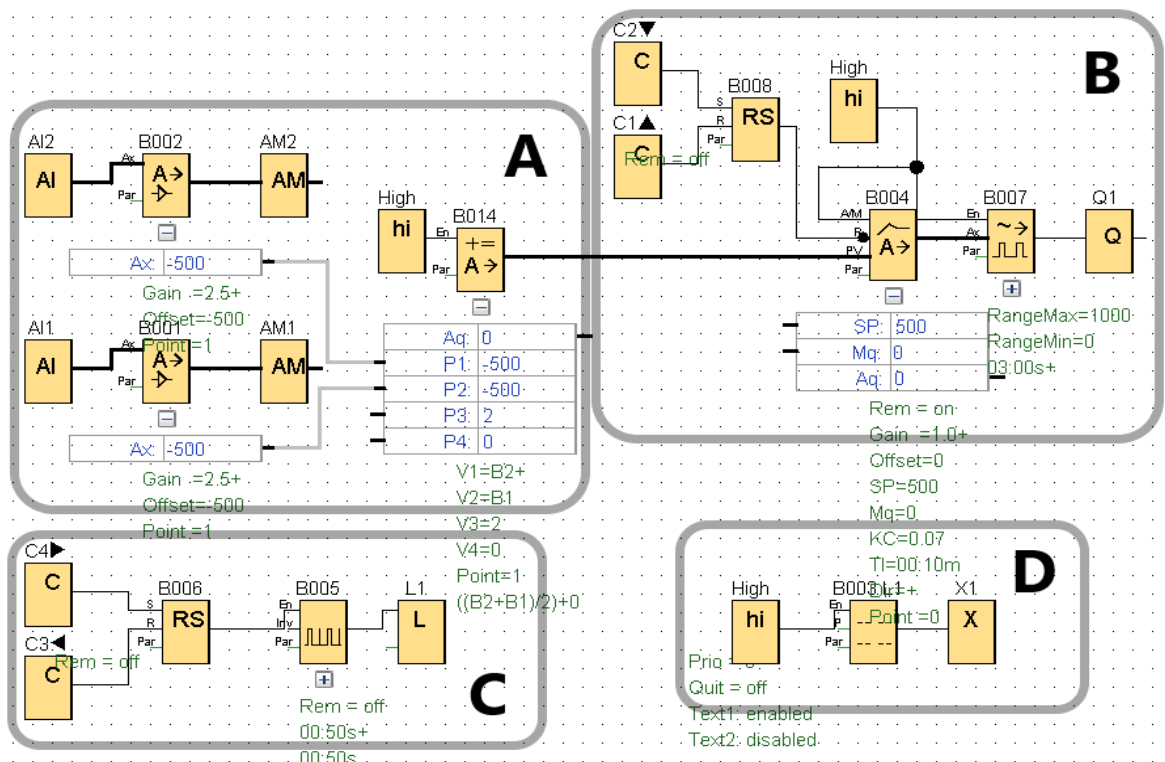 A
AI2
AI
B002
Ax
Par
A→
AM2
AM
Ax: -500
Gain =2.5+
Offset=-500
Point =1
AI1
AI
B001
Ax
Par
A→
AM1
AM
Ax: -500
Gain =2.5+
Offset=-500
Point =1
High
hi
B014
En
Par
+=
A→
Aq: 0
P1: -500
P2: -500
P3: 2
P4: 0
V1=B2+
V2=B1
V3=2
V4=0
Point=1
((B2+B1)/2)+0
B
C2▼
C
C1▲
C
Rem = off
B008
S
R
Par
RS
High
hi
B004
A/M
R
PV
Par
A→
SP: 500
Mq: 0
Aq: 0
Rem = on
Gain =1.0+
Offset=0
SP=500
Mq=0
KC=0.07
TI=00:10m
Dir=+
Point =0
B007
En
Ax
Par
~→
RangeMax=1000
RangeMin=0
03:00s+
Q1
Q
C
C4▶
C
C3◀
C
Rem = off
B006
S
R
Par
RS
B005
En
Inv
Par
Rem = off
00:50s+
00:50s
L1
L
D
High
hi
B003
En
P
Par
X1
X
Quit = off
Text1: enabled
Text2: disabled